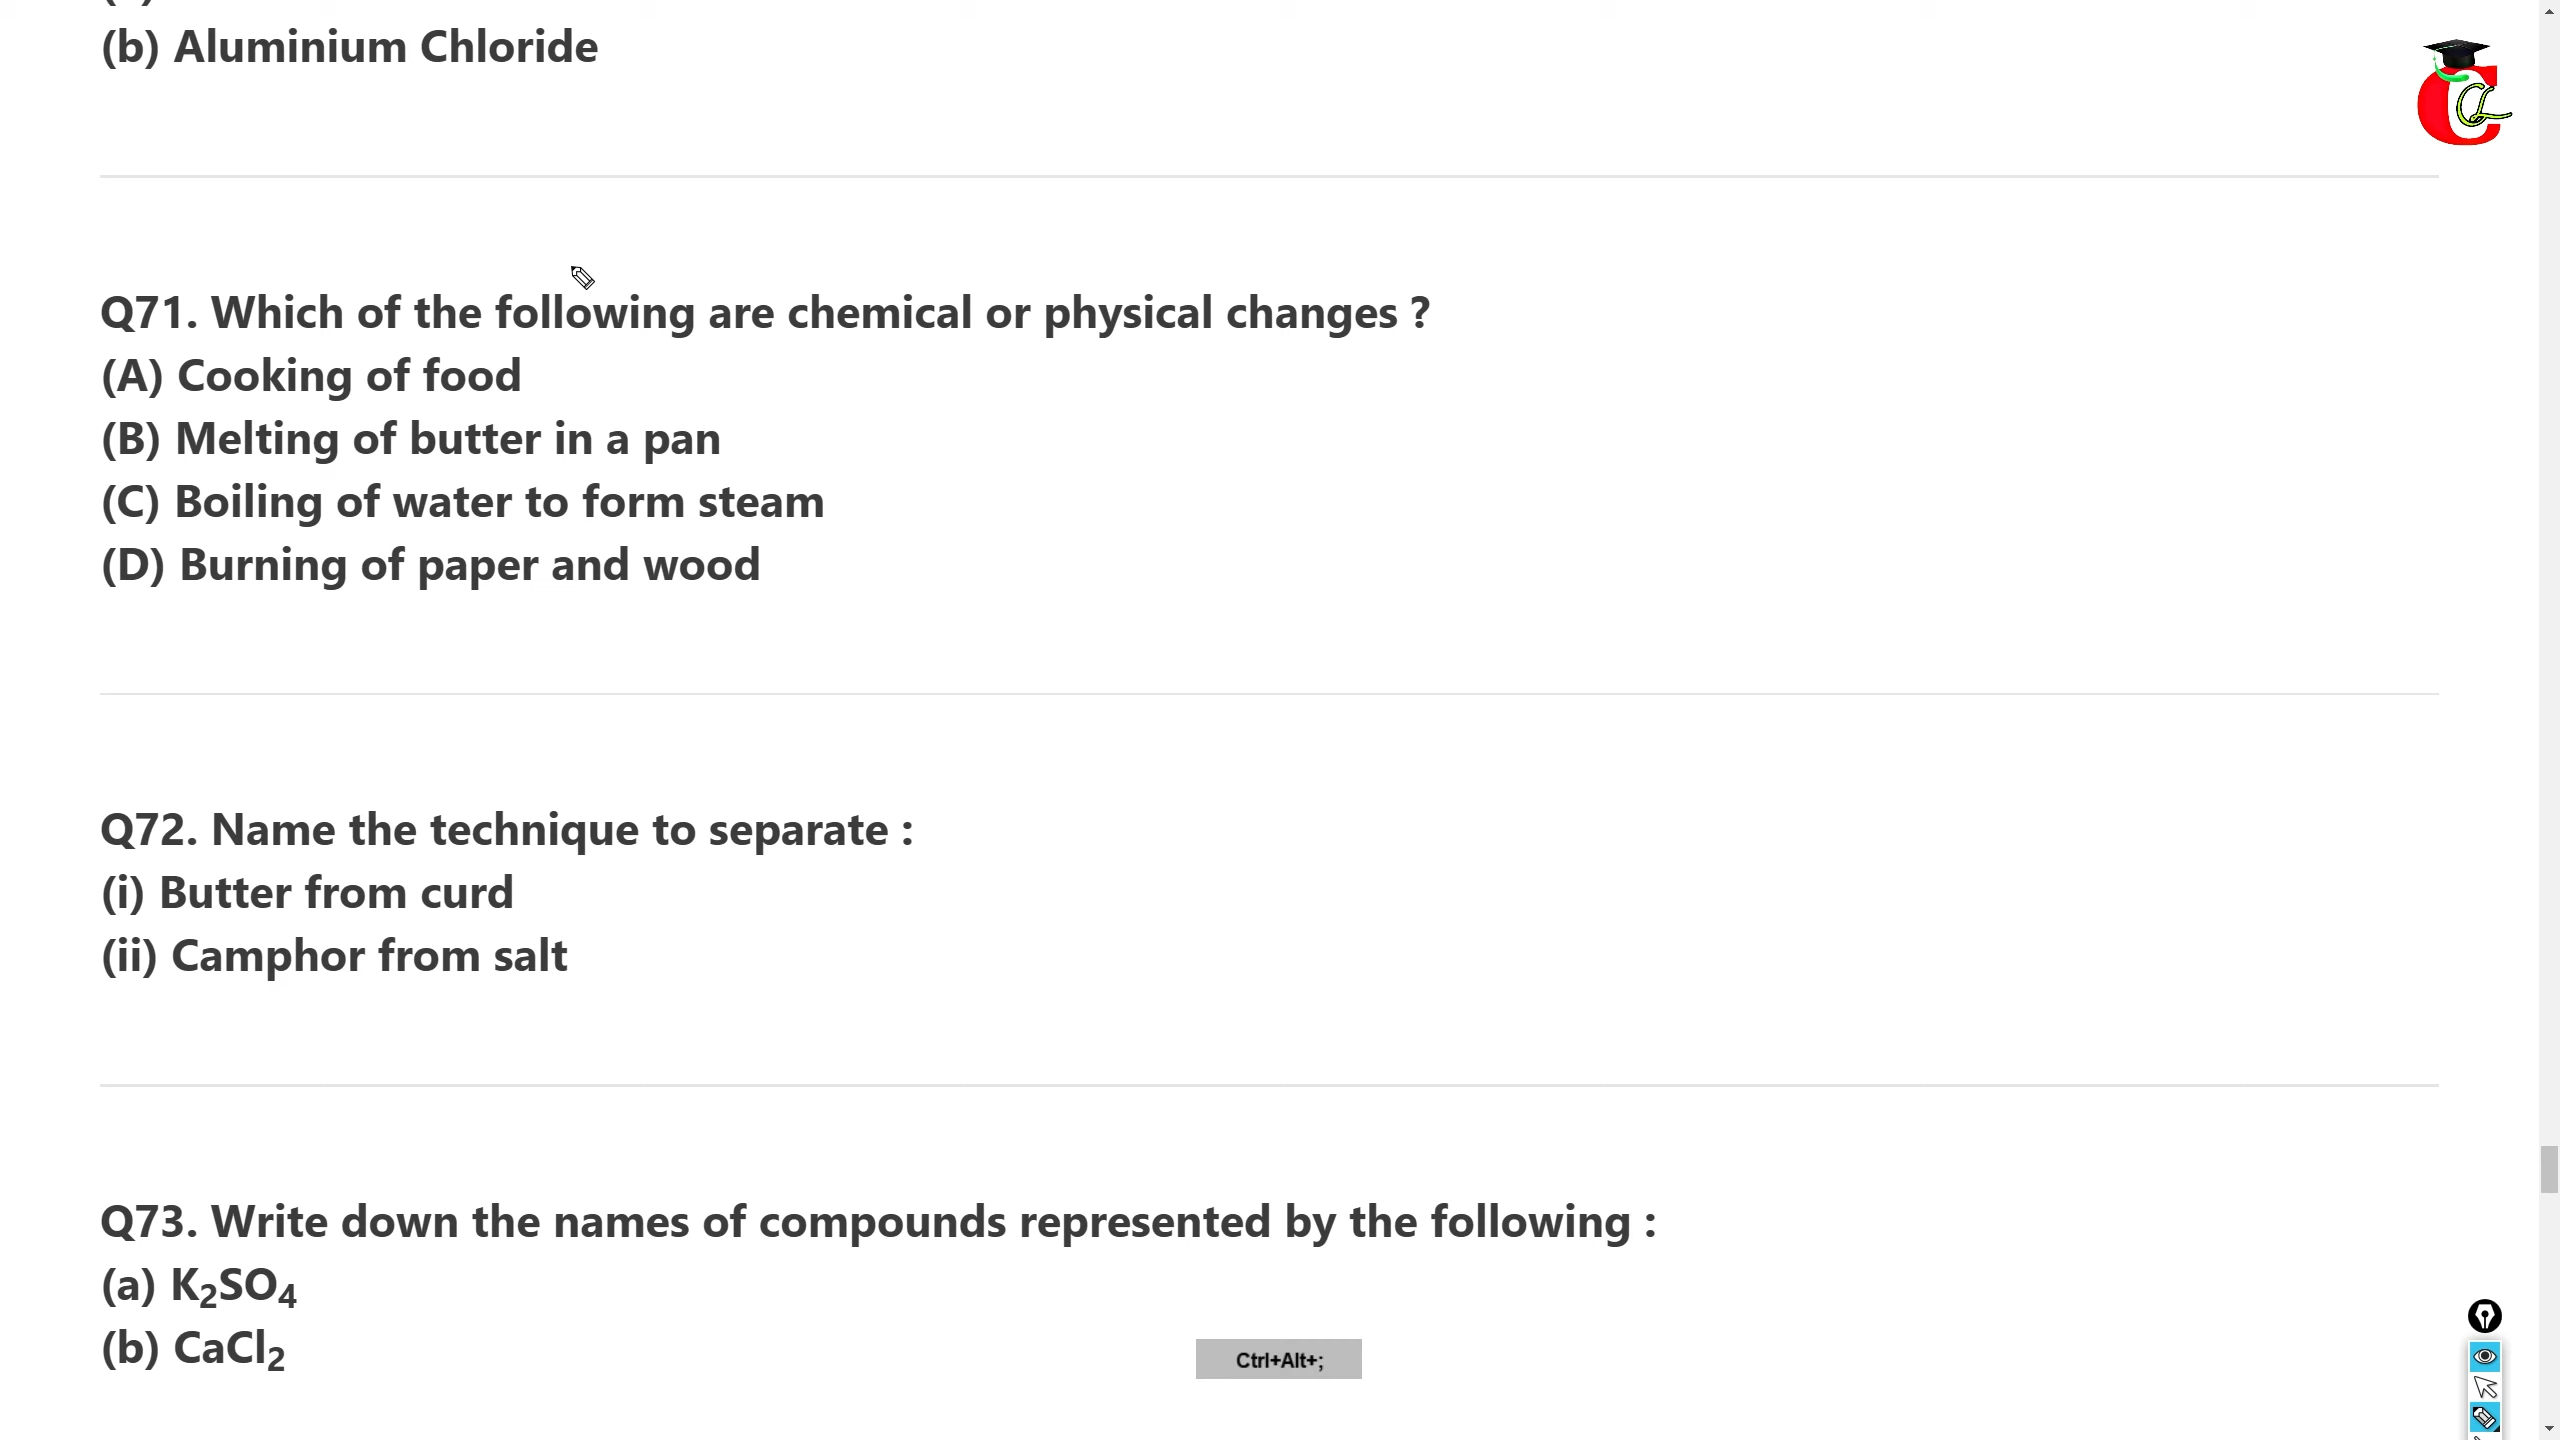 (b) Aluminium Chloride
Q71. Which of the following are chemical or physical changes ?
(A) Cooking of food
(B) Melting of butter in a pan
(C) Boiling of water to form steam
(D) Burning of paper and wood
Q72. Name the technique to separate :
(i) Butter from curd
(ii) Camphor from salt
Q73. Write down the names of compounds represented by the following :
(a) K₂SO₄
(b) CaCl₂
Ctrl+Alt+;